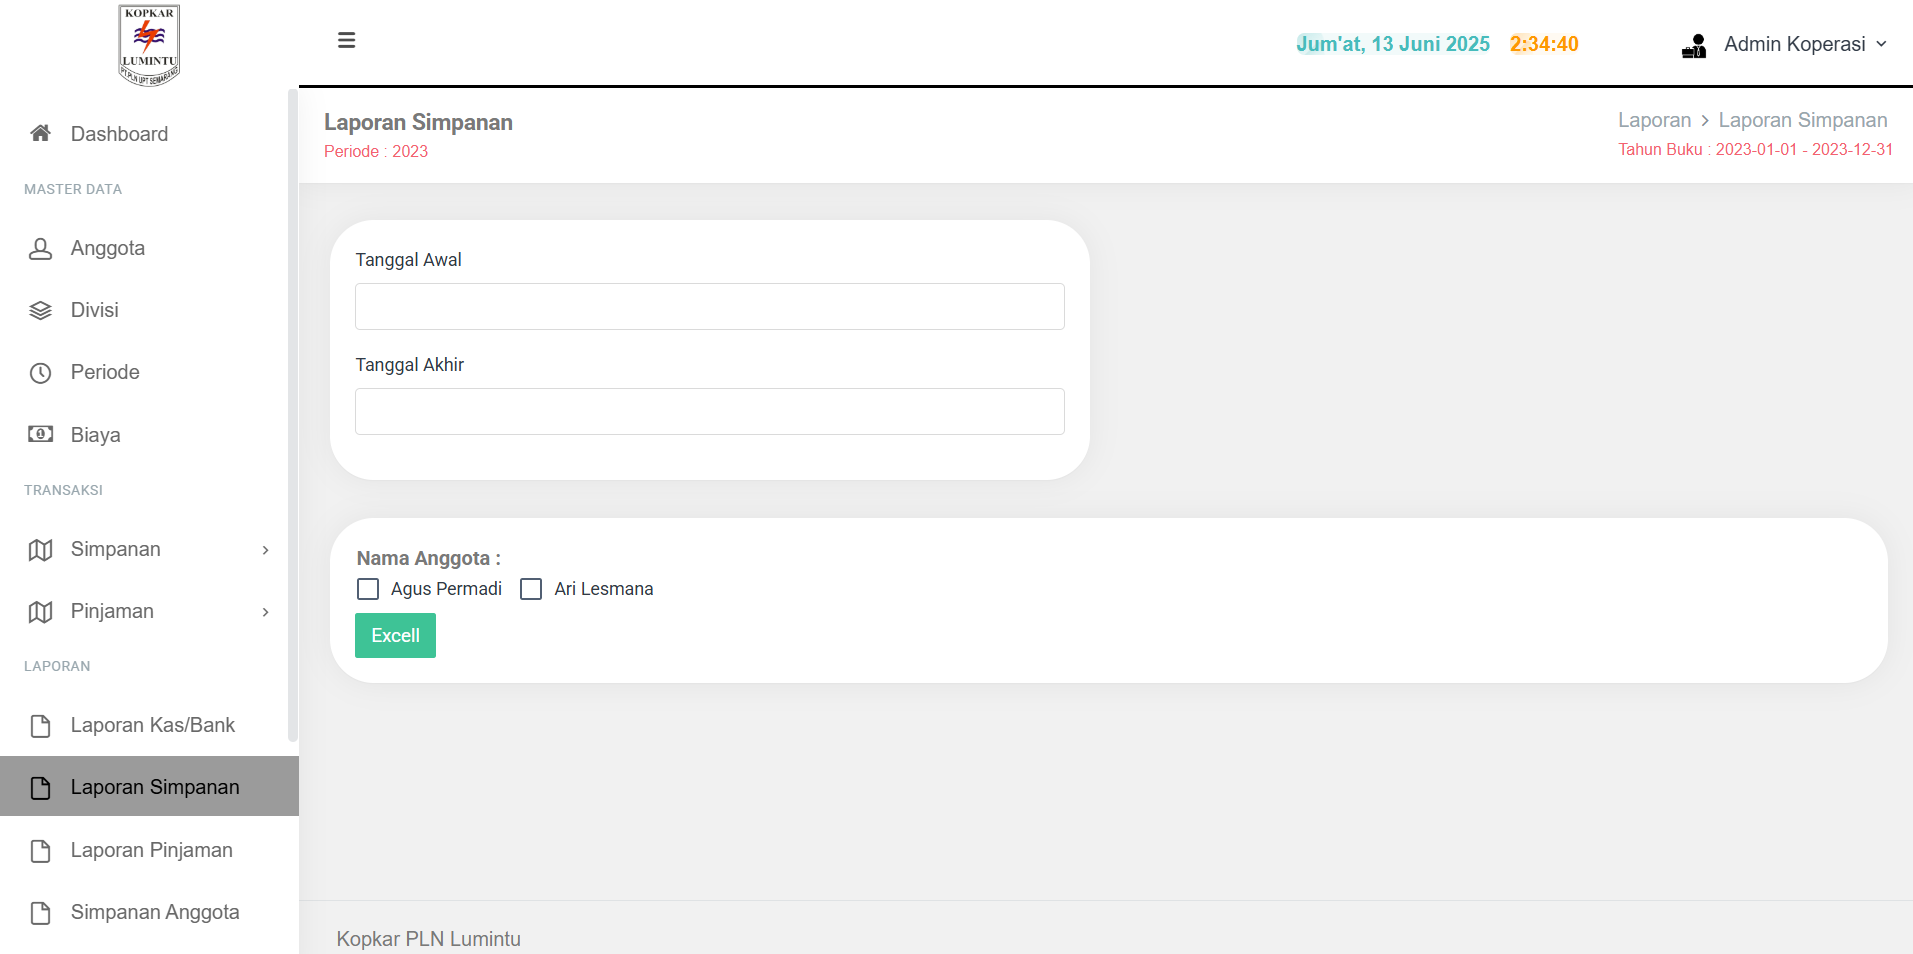 KOPKAR
LUMINTU
PT.PLN UPT SEMARANG
Jum'at, 13 Juni 2025 2:34:40
Admin Koperasi
Dashboard
MASTER DATA
Anggota
Divisi
Periode
Biaya
TRANSAKSI
Simpanan
Pinjaman
LAPORAN
Laporan Kas/Bank
Laporan Simpanan
Laporan Pinjaman
Simpanan Anggota
Laporan Simpanan
Periode : 2023
Laporan > Laporan Simpanan
Tahun Buku : 2023-01-01 - 2023-12-31
Tanggal Awal
Tanggal Akhir
Nama Anggota :
Agus Permadi Ari Lesmana
Excell
Kopkar PLN Lumintu